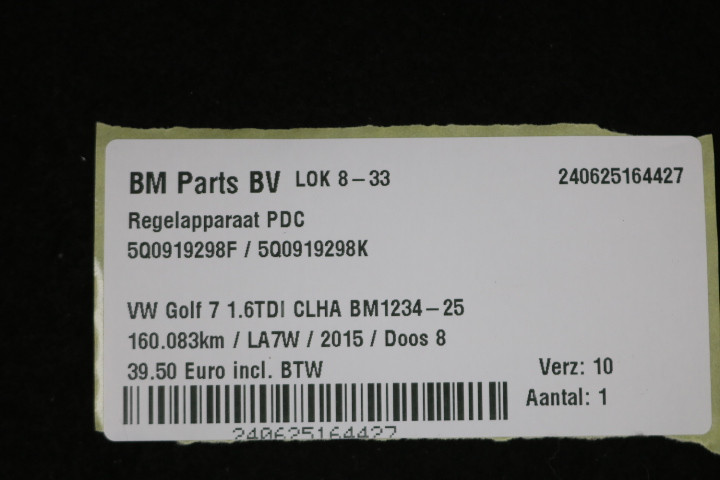 BM Parts BV LOK 8-33 240625164427
Regelapparaat PDC
5Q0919298F / 5Q0919298K
VW Golf 7 1.6TDI CLHA BM1234-25
160.083km / LA7W / 2015 / Doos 8
39.50 Euro incl. BTW Verz: 10
Aantal: 1
240625164427